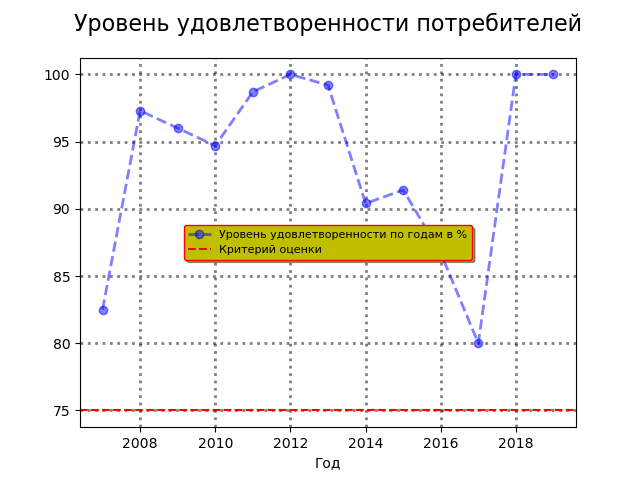 Уровень удовлетворенности потребителей
100
95
90
85
80
75
Уровень удовлетворенности по годам в %
Критерий оценки
2008 2010 2012 2014 2016 2018
Год